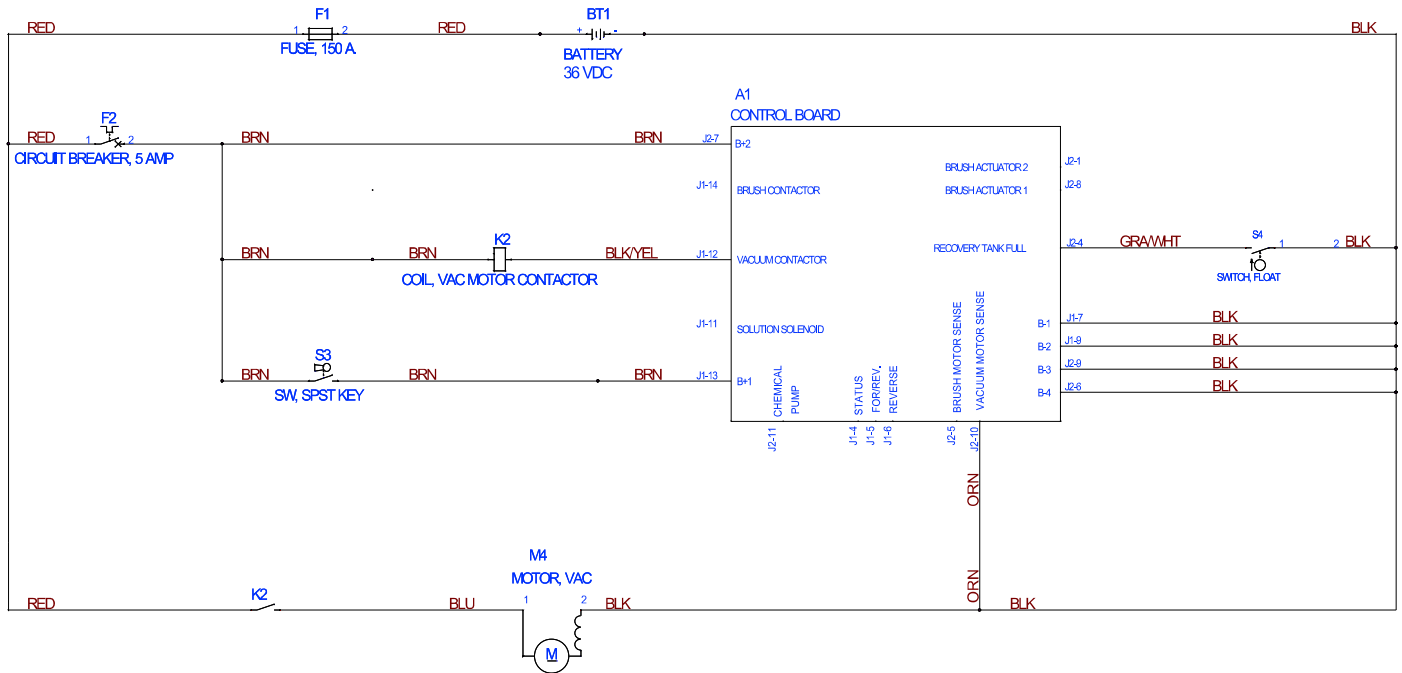 RED
F1
1 2
FUSE, 150 A.
RED
BT1
+ -
BATTERY
36 VDC
BLK
A1
CONTROL BOARD
RED
F2
1 2
CIRCUIT BREAKER, 5 AMP
BRN
BRN
J2-7
B+2
J1-14
BRUSH CONTACTOR
BRUSH ACTUATOR 2
J2-1
BRUSH ACTUATOR 1
J2-8
BRN
BRN
K2
COIL, VAC MOTOR CONTACTOR
BLK/YEL
J1-12
VACUUM CONTACTOR
RECOVERY TANK FULL
J2-4
GRA/WHT
S4
1 2
SWITCH, FLOAT
BLK
J1-11
SOLUTION SOLENOID
B-1
J1-7
BLK
B-2
J1-9
BLK
B-3
J2-9
BLK
B-4
J2-6
BLK
BRN
S3
SW, SPST KEY
BRN
BRN
J1-13
B+1
CHEMICAL
PUMP
J2-11
STATUS
J1-4
FOR/REV.
J1-5
REVERSE
J1-6
BRUSH MOTOR SENSE
J2-5
VACUUM MOTOR SENSE
J2-10
ORN
ORN
RED
K2
BLU
M4
MOTOR, VAC
1 2
M
BLK
BLK